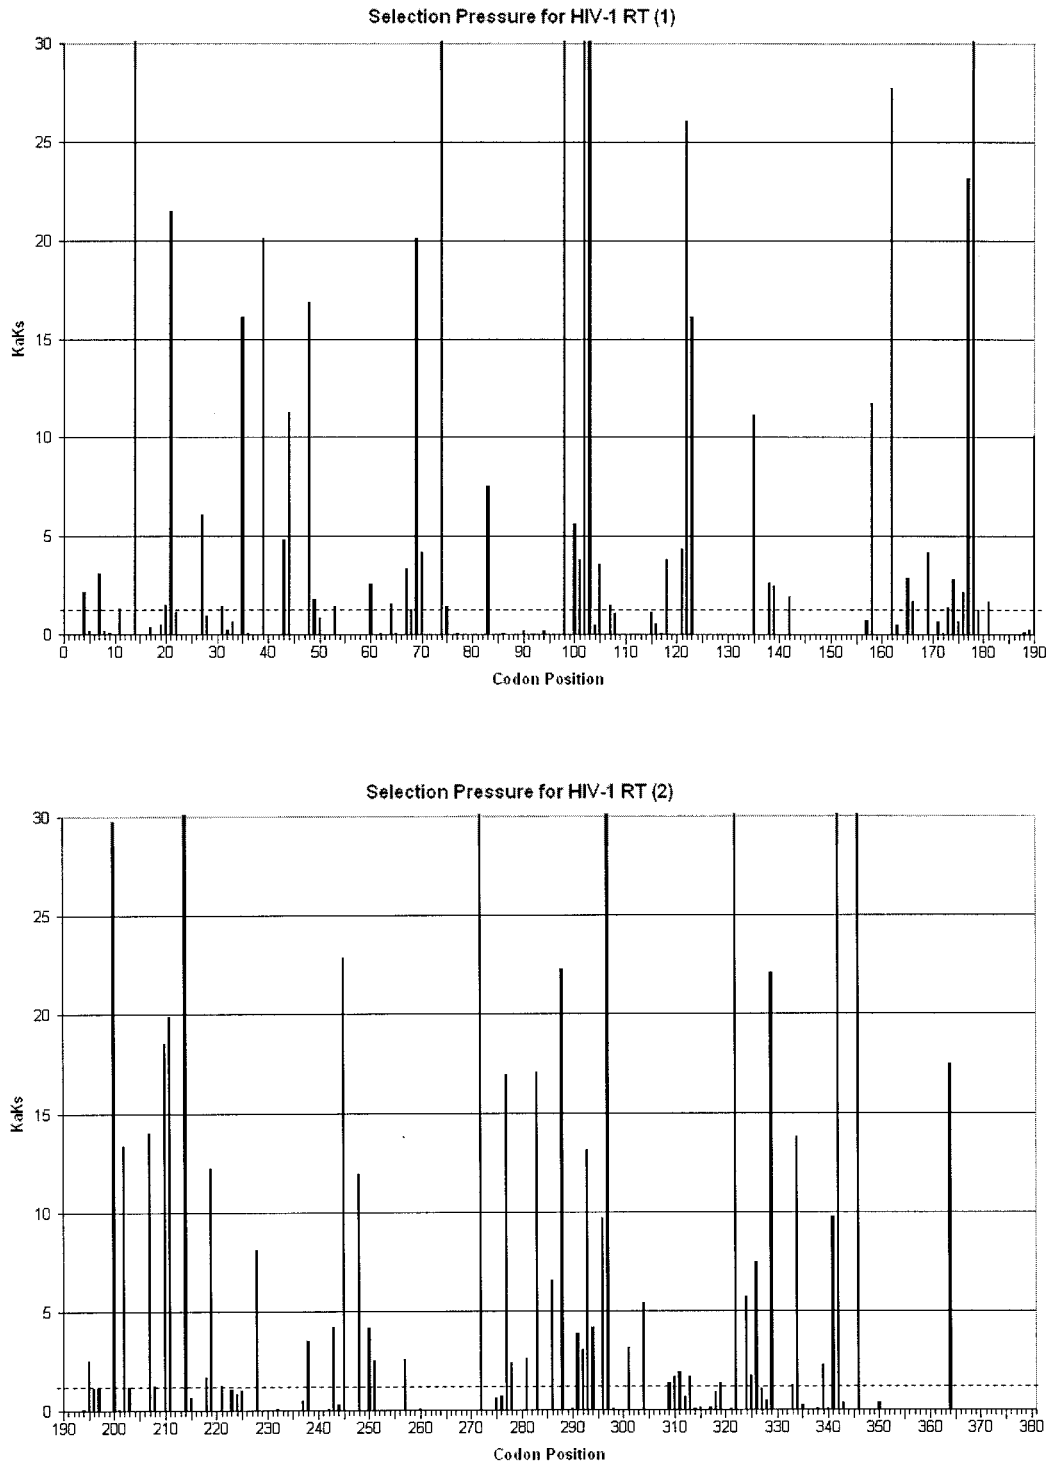 Selection Pressure for HIV-1 RT (1)
30
25
20
15
10
5
0
KaKs
0 10 20 30 40 50 60 70 80 90 100 110 120 130 140 150 160 170 180 190
Codon Position
Selection Pressure for HIV-1 RT (2)
30
25
20
15
10
5
0
KaKs
190 200 210 220 230 240 250 260 270 280 290 300 310 320 330 340 350 360 370 380
Codon Position